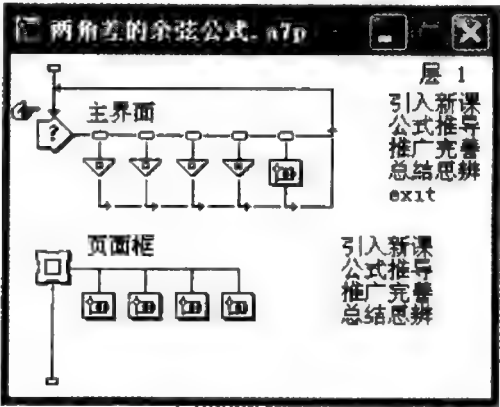 两角差的余弦公式. a7p
层 1
主界面
?
引入新课
公式推导
推广完善
总结思辨
exit
页面框
引入新课
公式推导
推广完善
总结思辨